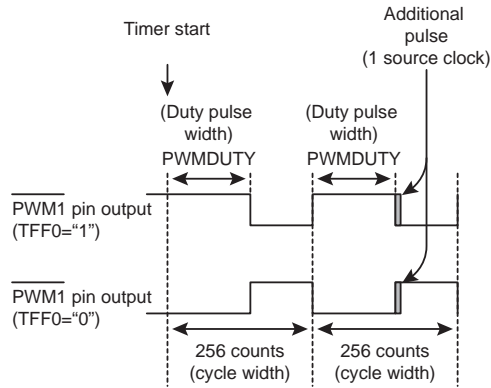 Timer start
Additional
pulse
(1 source clock)
(Duty pulse
width)
PWMDUTY
(Duty pulse
width)
PWMDUTY
PWM1 pin output
(TFF0=“1”)
PWM1 pin output
(TFF0=“0”)
256 counts
(cycle width)
256 counts
(cycle width)